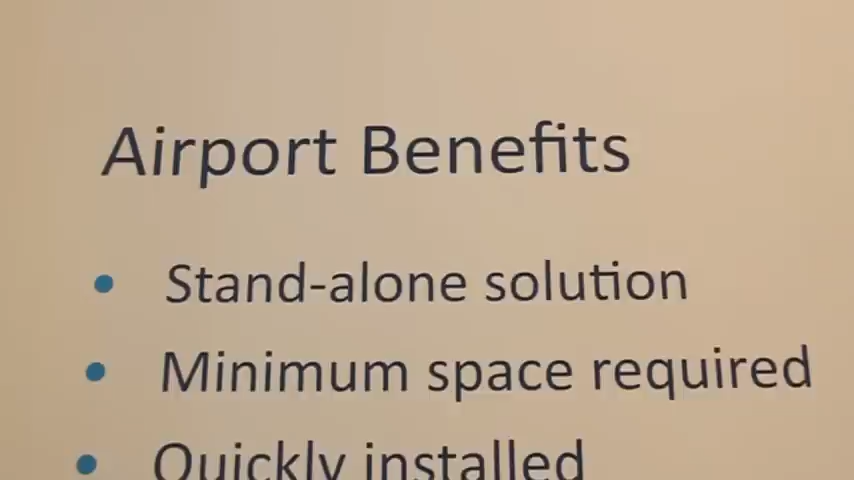 Airport Benefits
• Stand-alone solution
• Minimum space required
• Quickly installed